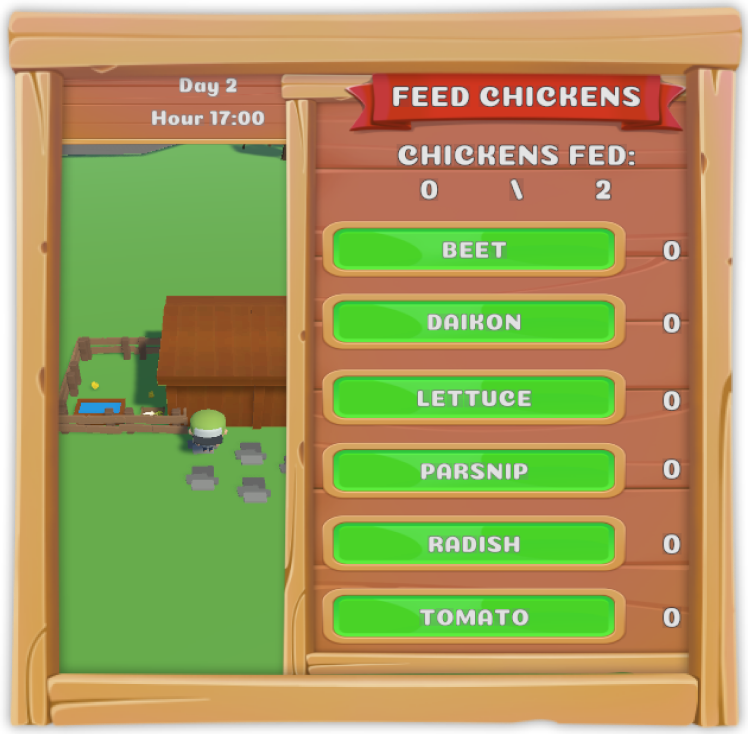 Day 2
Hour 17:00
FEED CHICKENS
CHICKENS FED:
0 \ 2
BEET 0
DAIKON 0
LETTUCE 0
PARSNIP 0
RADISH 0
TOMATO 0